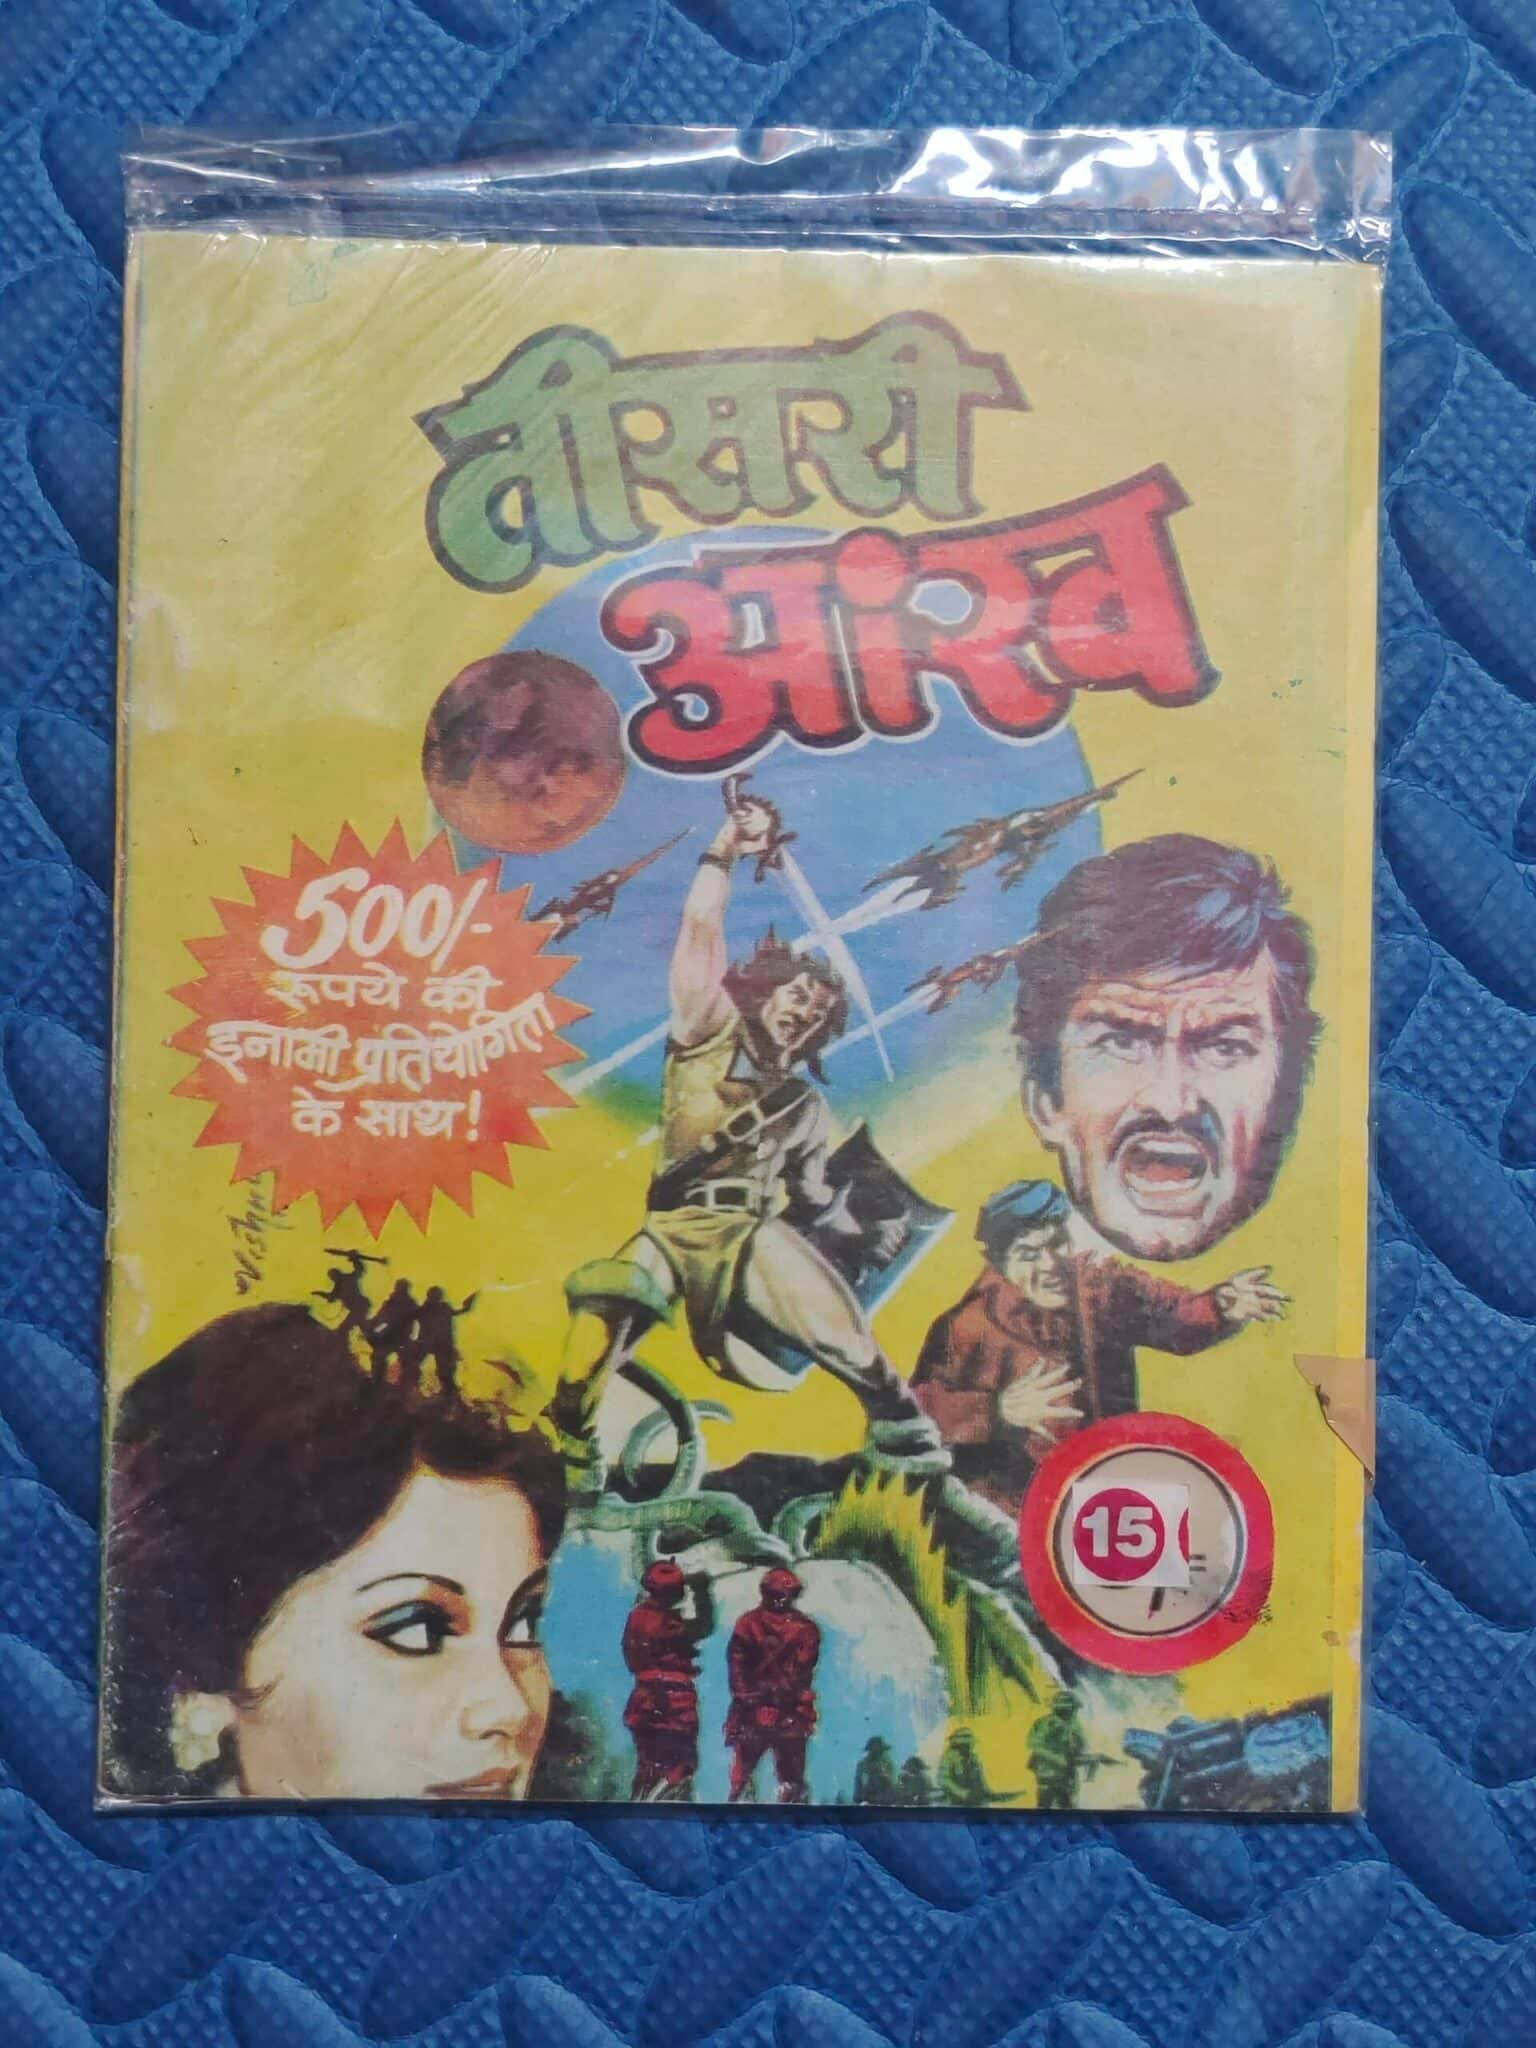 तीसरी
आंख
500/-
रूपये की
इनामी प्रतियोगिता
के साथ!
15